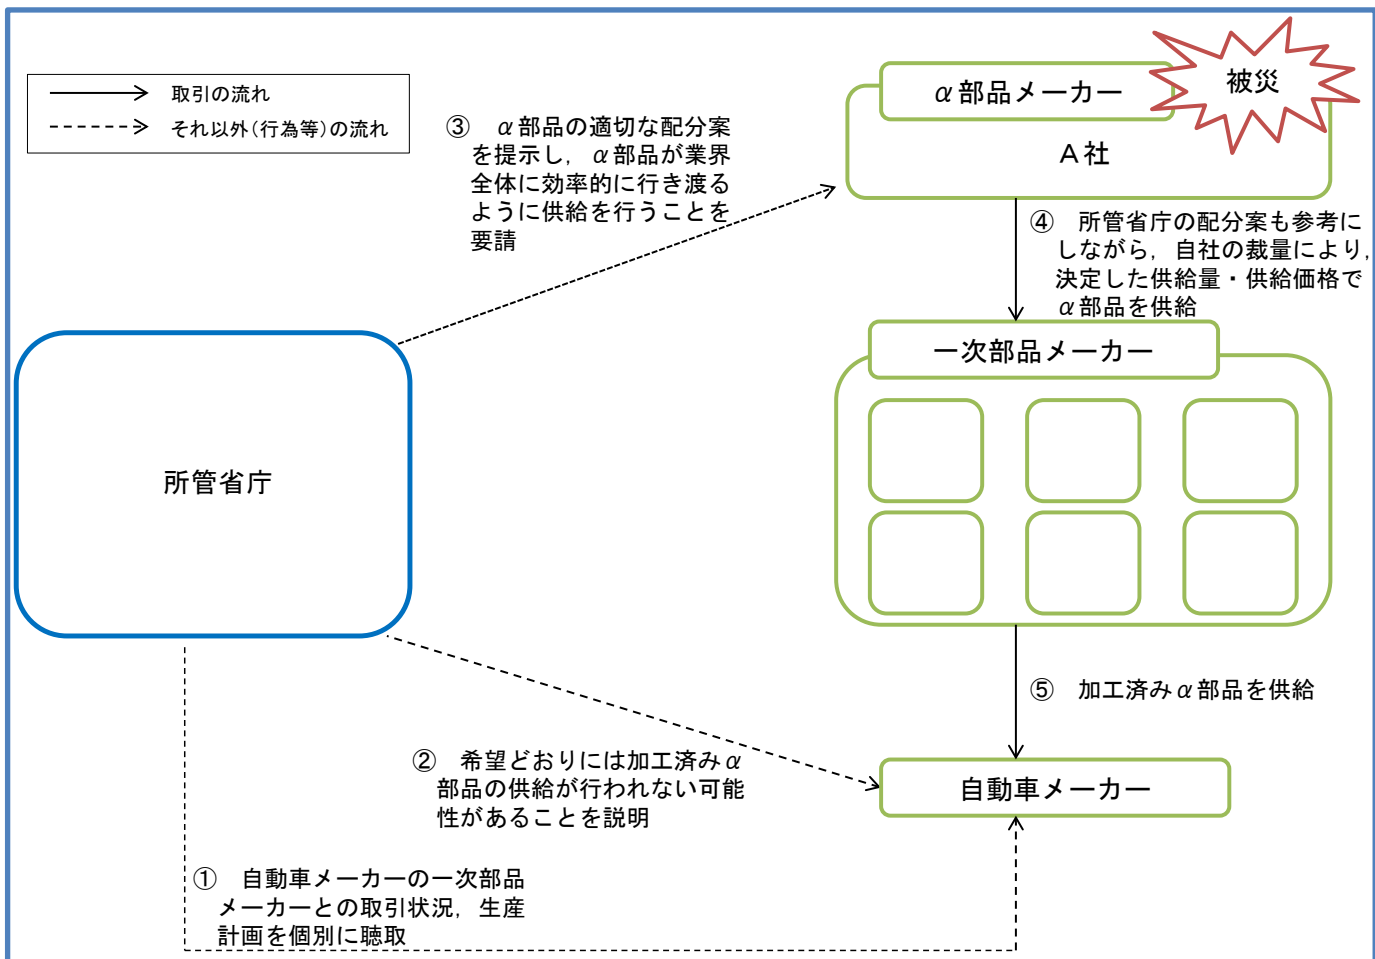 取引の流れ
それ以外(行為等)の流れ
α部品メーカー
被災
A社
③ α部品の適切な配分案
を提示し，α部品が業界
全体に効率的に行き渡る
ように供給を行うことを
要請
④ 所管省庁の配分案も参考に
しながら，自社の裁量により，
決定した供給量・供給価格で
α部品を供給
一次部品メーカー
所管省庁
⑤ 加工済みα部品を供給
② 希望どおりには加工済みα
部品の供給が行われない可能
性があることを説明
自動車メーカー
① 自動車メーカーの一次部品
メーカーとの取引状況，生産
計画を個別に聴取